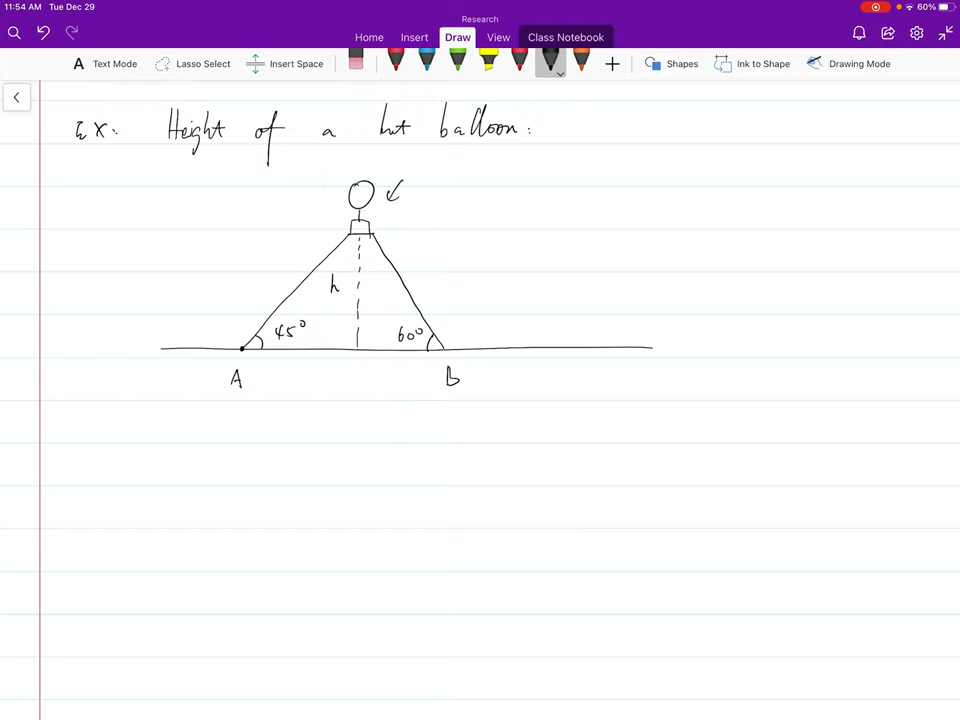 11:54 AM Tue Dec 29
60%
Research
Home Insert Draw View Class Notebook
A Text Mode Lasso Select Insert Space Shapes Ink to Shape Drawing Mode
Ex: Height of a hot balloon:
h
45° 60°
A B